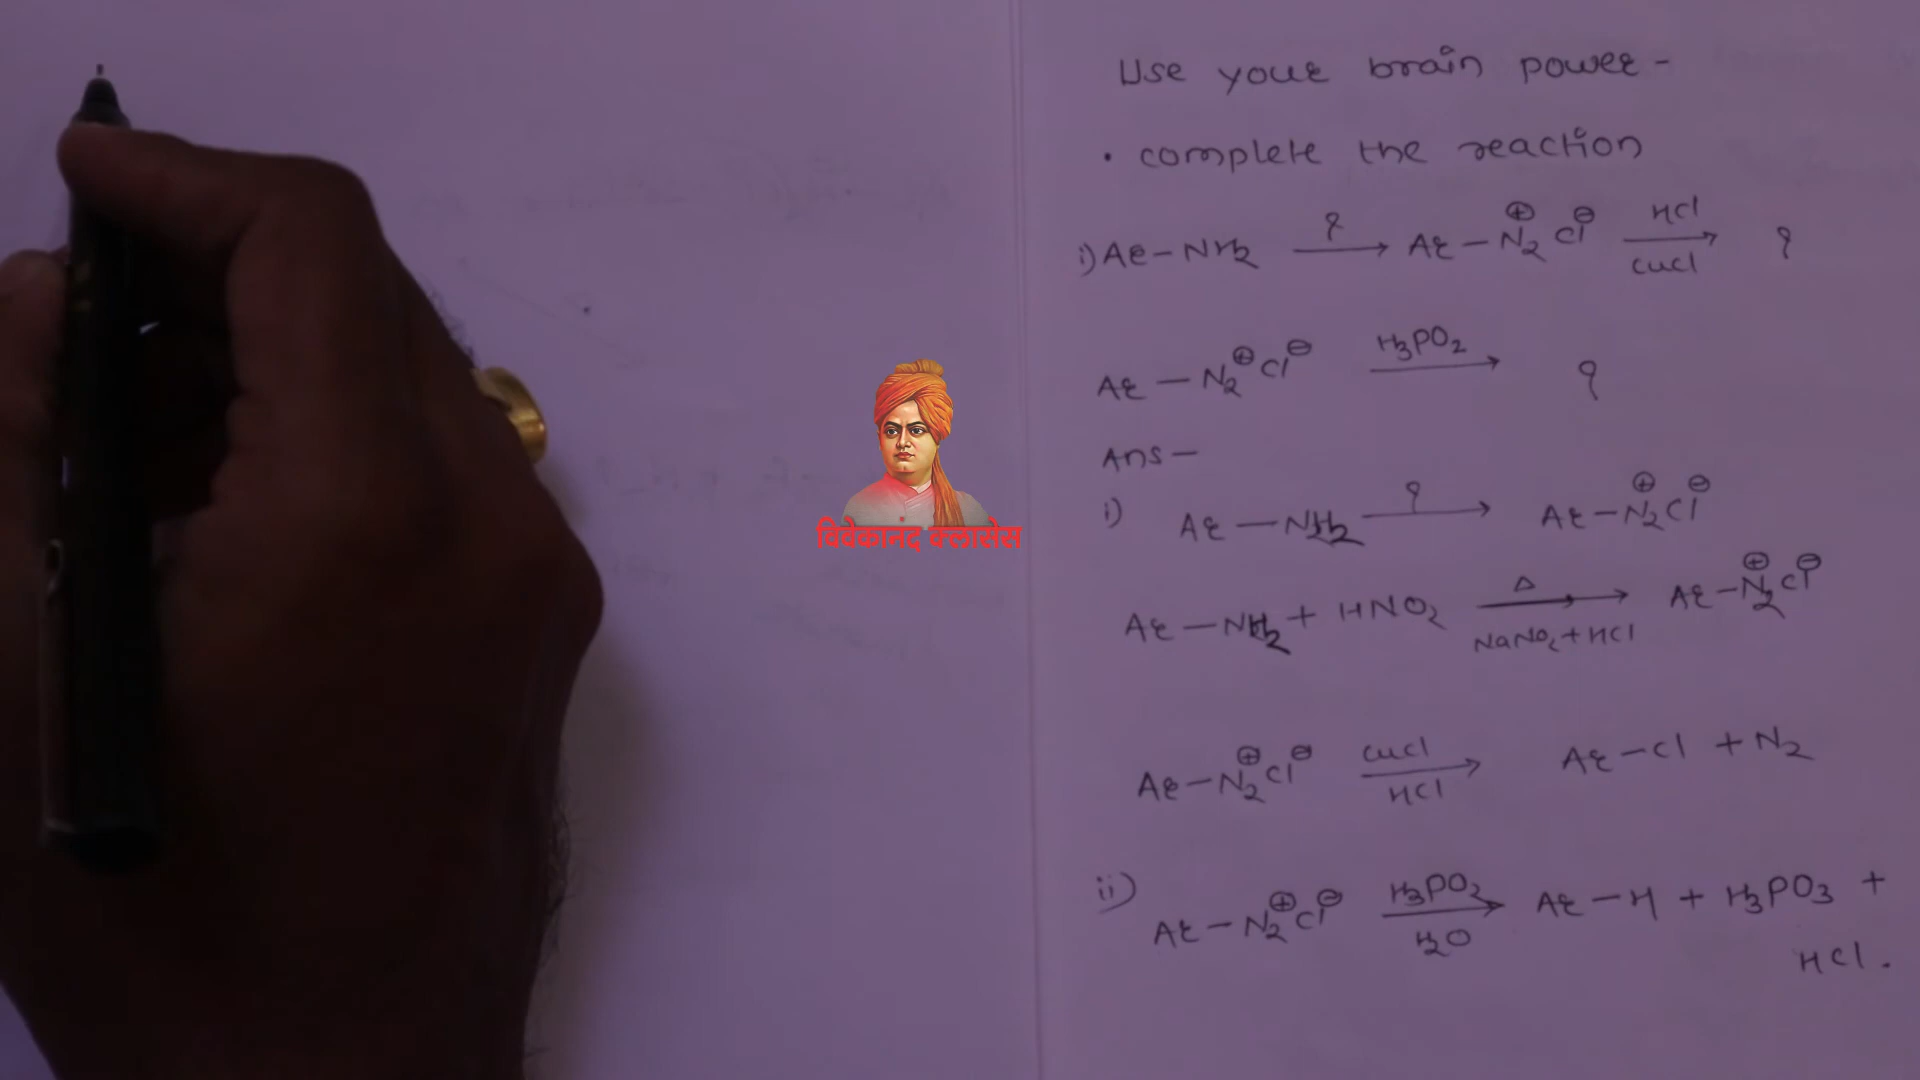 Use your brain power-
• complete the reaction
i) Ar-NH2 ? → Ar-N2⊕ Cl⊖ HCl → CuCl ?
Ar-N2⊕Cl⊖ H3PO2 → ?
Ans-
i) Ar-NH2 ? → Ar-N2⊕Cl⊖
Ar-NH2 + HNO2 Δ → NaNO2+HCl Ar-N2⊕Cl⊖
Ar-N2⊕Cl⊖ CuCl → HCl Ar-Cl + N2
ii) Ar-N2⊕Cl⊖ H3PO2 → H2O Ar-H + H3PO3 +
HCl.
विवेकानंद क्लासेस